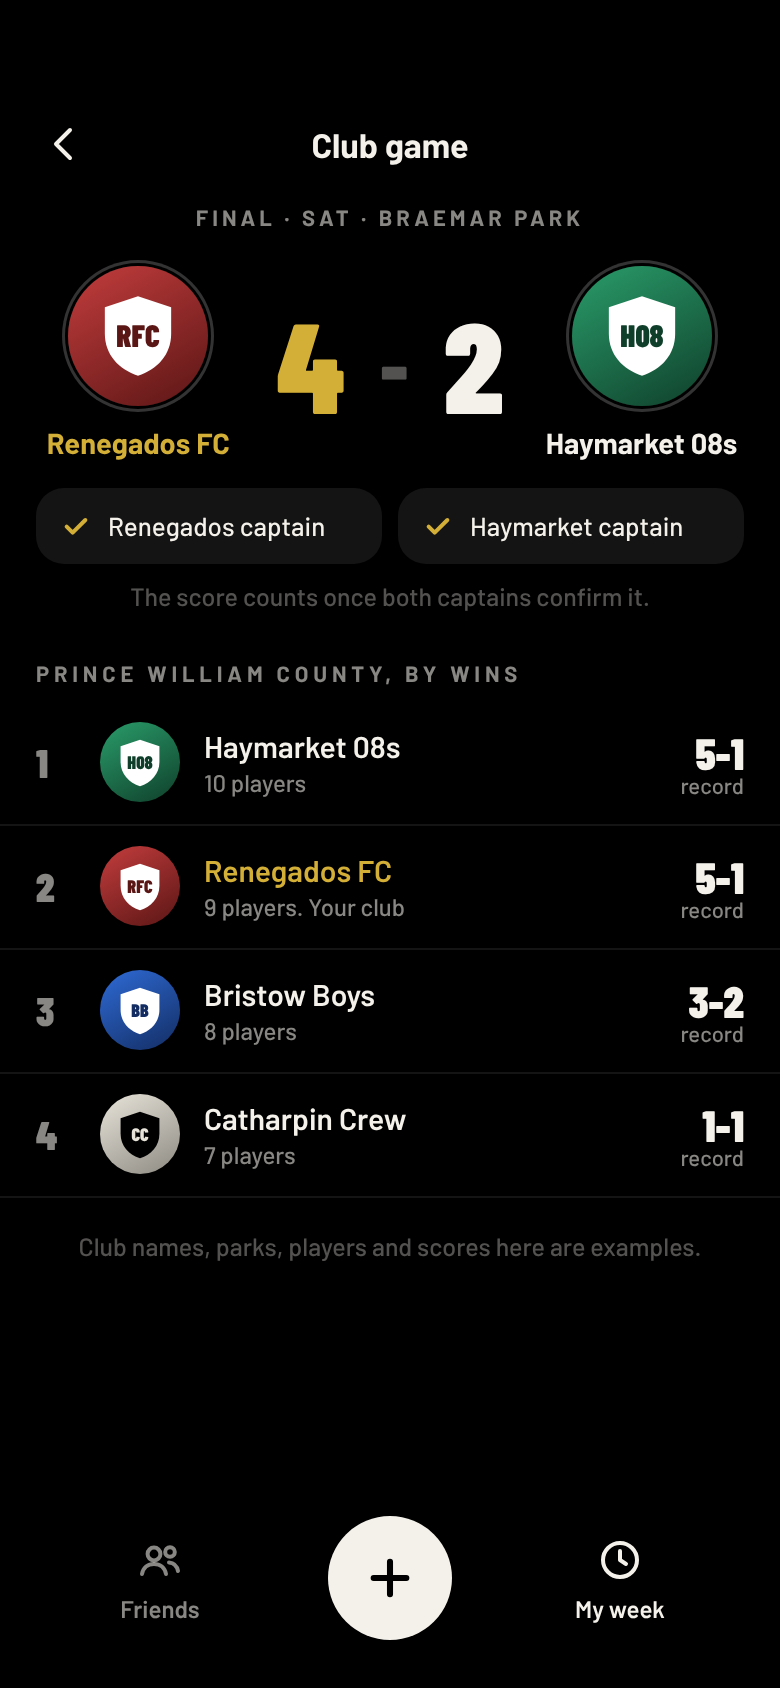 Club game
FINAL · SAT · BRAEMAR PARK
RFC
4 - 2
H08
Renegados FC
Haymarket 08s
Renegados captain
Haymarket captain
The score counts once both captains confirm it.
PRINCE WILLIAM COUNTY, BY WINS
1
H08
Haymarket 08s
10 players
5-1
record
2
RFC
Renegados FC
9 players. Your club
5-1
record
3
BB
Bristow Boys
8 players
3-2
record
4
CC
Catharpin Crew
7 players
1-1
record
Club names, parks, players and scores here are examples.
Friends
My week